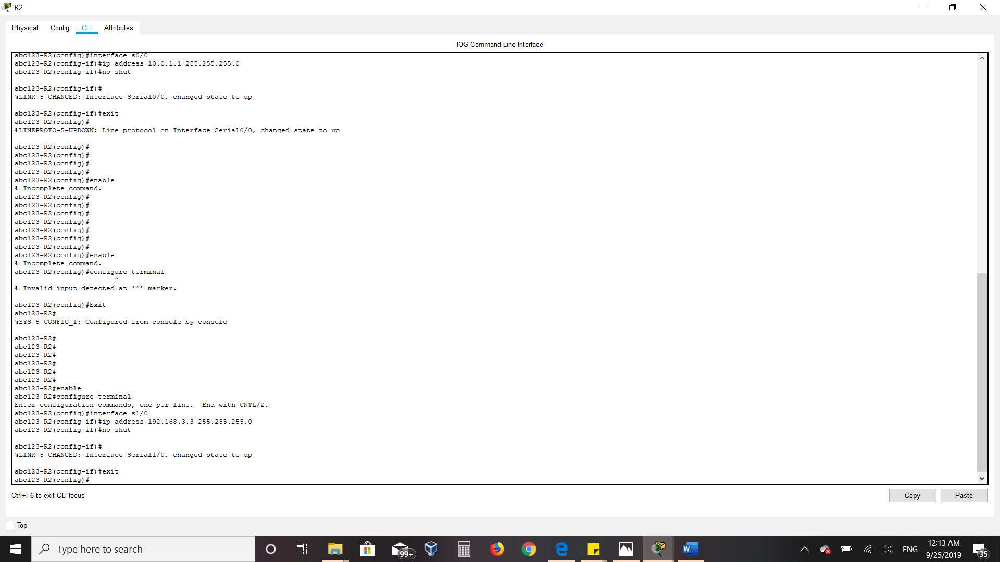 R2
Physical Config CLI Attributes
IOS Command Line Interface
abc123-R2(config)#interface s0/0
abc123-R2(config-if)#ip address 10.0.1.1 255.255.255.0
abc123-R2(config-if)#no shut
abc123-R2(config-if)#
%LINK-5-CHANGED: Interface Serial0/0, changed state to up
abc123-R2(config-if)#exit
abc123-R2(config)#
%LINEPROTO-5-UPDOWN: Line protocol on Interface Serial0/0, changed state to up
abc123-R2(config)#
abc123-R2(config)#
abc123-R2(config)#
abc123-R2(config)#
abc123-R2(config)#enable
% Incomplete command.
abc123-R2(config)#
abc123-R2(config)#
abc123-R2(config)#
abc123-R2(config)#
abc123-R2(config)#
abc123-R2(config)#
abc123-R2(config)#
abc123-R2(config)#enable
% Incomplete command.
abc123-R2(config)#configure terminal
^
% Invalid input detected at '^' marker.
abc123-R2(config)#Exit
abc123-R2#
%SYS-5-CONFIG_I: Configured from console by console
abc123-R2#
abc123-R2#
abc123-R2#
abc123-R2#
abc123-R2#
abc123-R2#
abc123-R2#enable
abc123-R2#configure terminal
Enter configuration commands, one per line.  End with CNTL/Z.
abc123-R2(config)#interface s1/0
abc123-R2(config-if)#ip address 192.168.3.3 255.255.255.0
abc123-R2(config-if)#no shut
abc123-R2(config-if)#
%LINK-5-CHANGED: Interface Serial1/0, changed state to up
abc123-R2(config-if)#exit
abc123-R2(config)#
Ctrl+F6 to exit CLI focus
Copy Paste
Top
Type here to search
99+
ENG
12:13 AM
9/25/2019
35